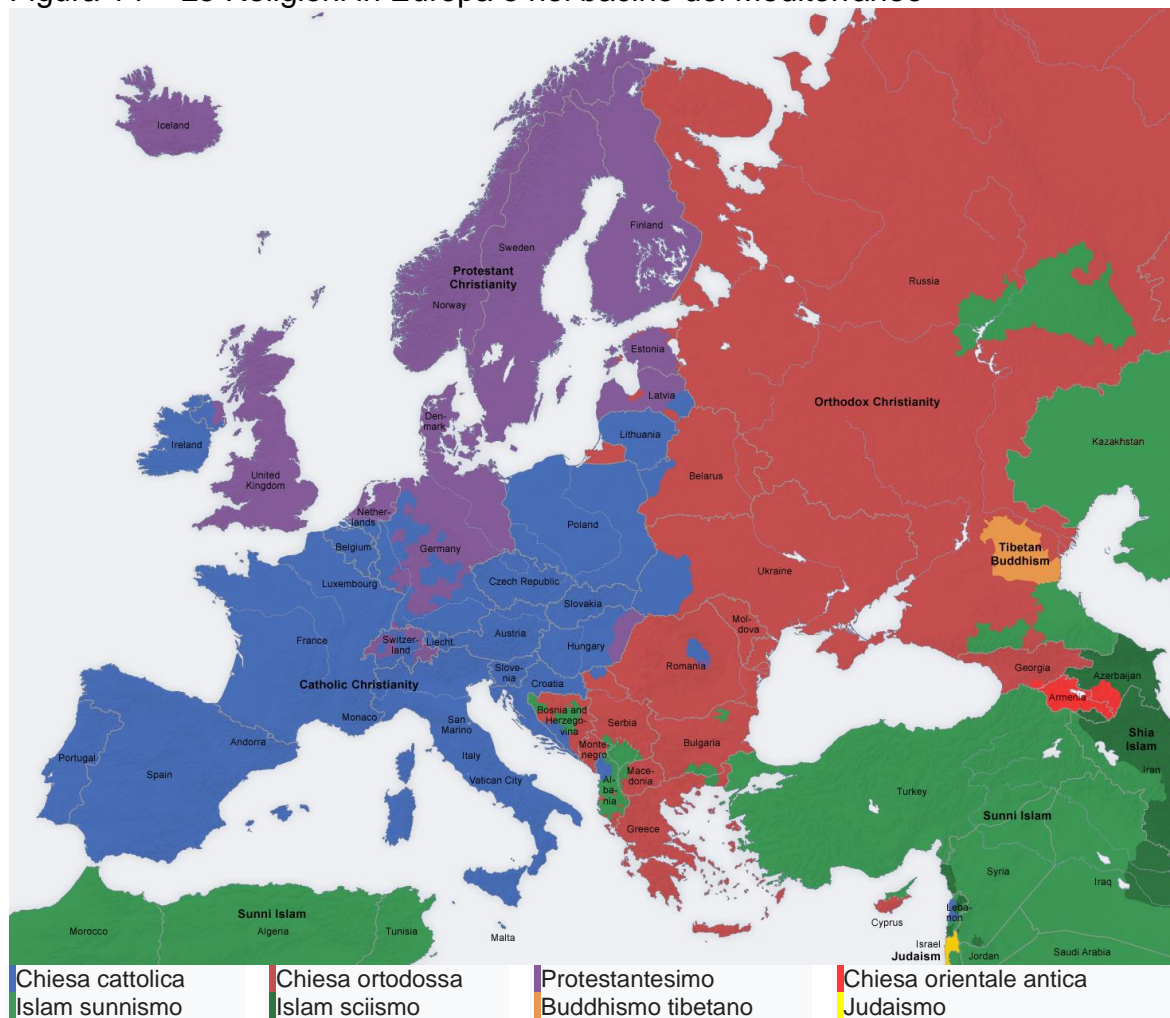 Iceland
Finland
Sweden
Protestant
Christianity
Norway
Russia
Estonia
Latvia
Den-
mark
Orthodox Christianity
Lithuania
Ireland
Kazakhstan
United
Kingdom
Belarus
Nether-
lands
Poland
Belgium
Germany
Tibetan
Buddhism
Ukraine
Luxembourg
Czech Republic
Slovakia
Mol-
dova
Austria
France
Switzer-
land
Liecht.
Hungary
Romania
Slove-
nia
Georgia
Catholic Christianity
Croatia
Azerbaijan
Armenia
Bosnia and
Herzego-
vina
Serbia
Monaco
San
Marino
Shia
Islam
Bulgaria
Monte-
negro
Andorra
Portugal
Italy
Iran
Spain
Vatican City
Mace-
donia
Al-
ba-
nia
Turkey
Sunni Islam
Greece
Syria
Iraq
Sunni Islam
Leba-
non
Morocco
Algeria
Tunisia
Cyprus
Malta
Israel
Judaism
Jordan
Saudi Arabia
Chiesa cattolica
Chiesa ortodossa
Protestantesimo
Chiesa orientale antica
Islam sunnismo
Islam sciismo
Buddhismo tibetano
Judaismo